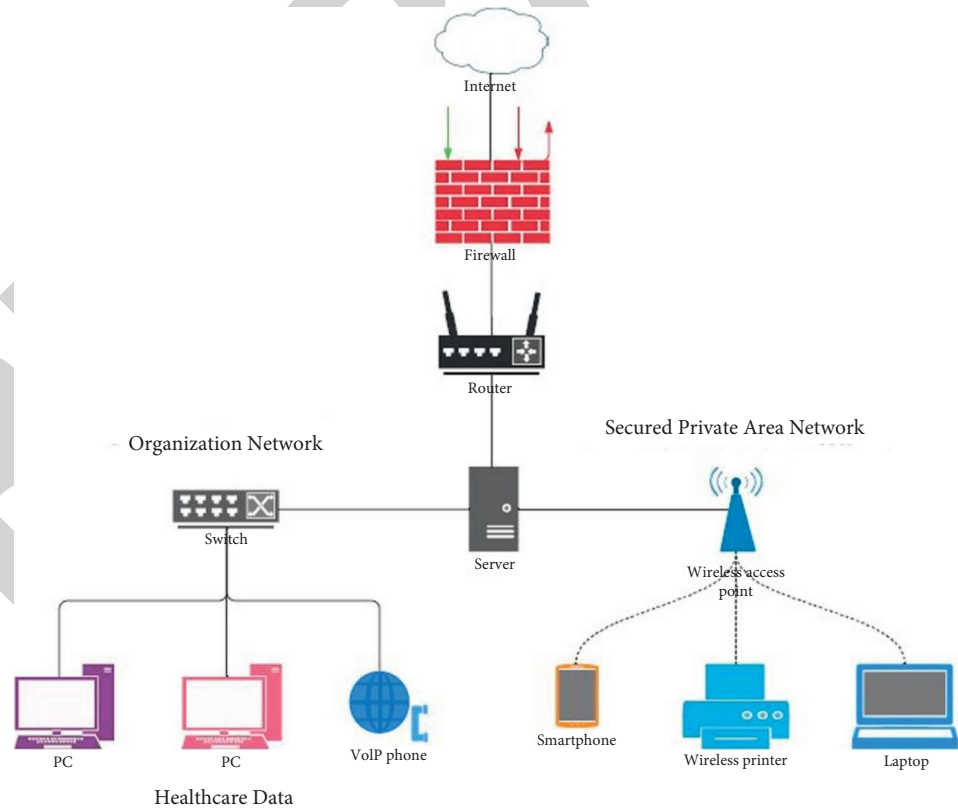 Internet
Firewall
Router
Organization Network
Secured Private Area Network
Switch
Server
Wireless access
point
PC
PC
VolP phone
Smartphone
Wireless printer
Laptop
Healthcare Data